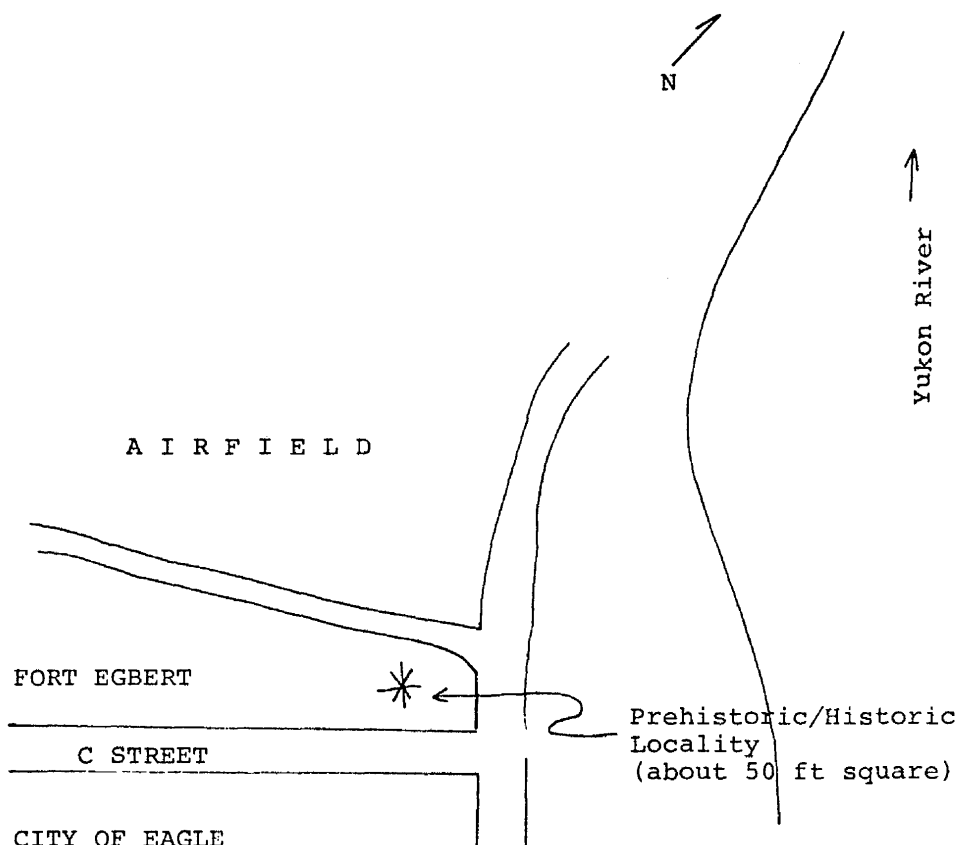 N
Yukon River
A I R F I E L D
FORT EGBERT
Prehistoric/Historic
Locality
(about 50 ft square)
C STREET
CITY OF EAGLE